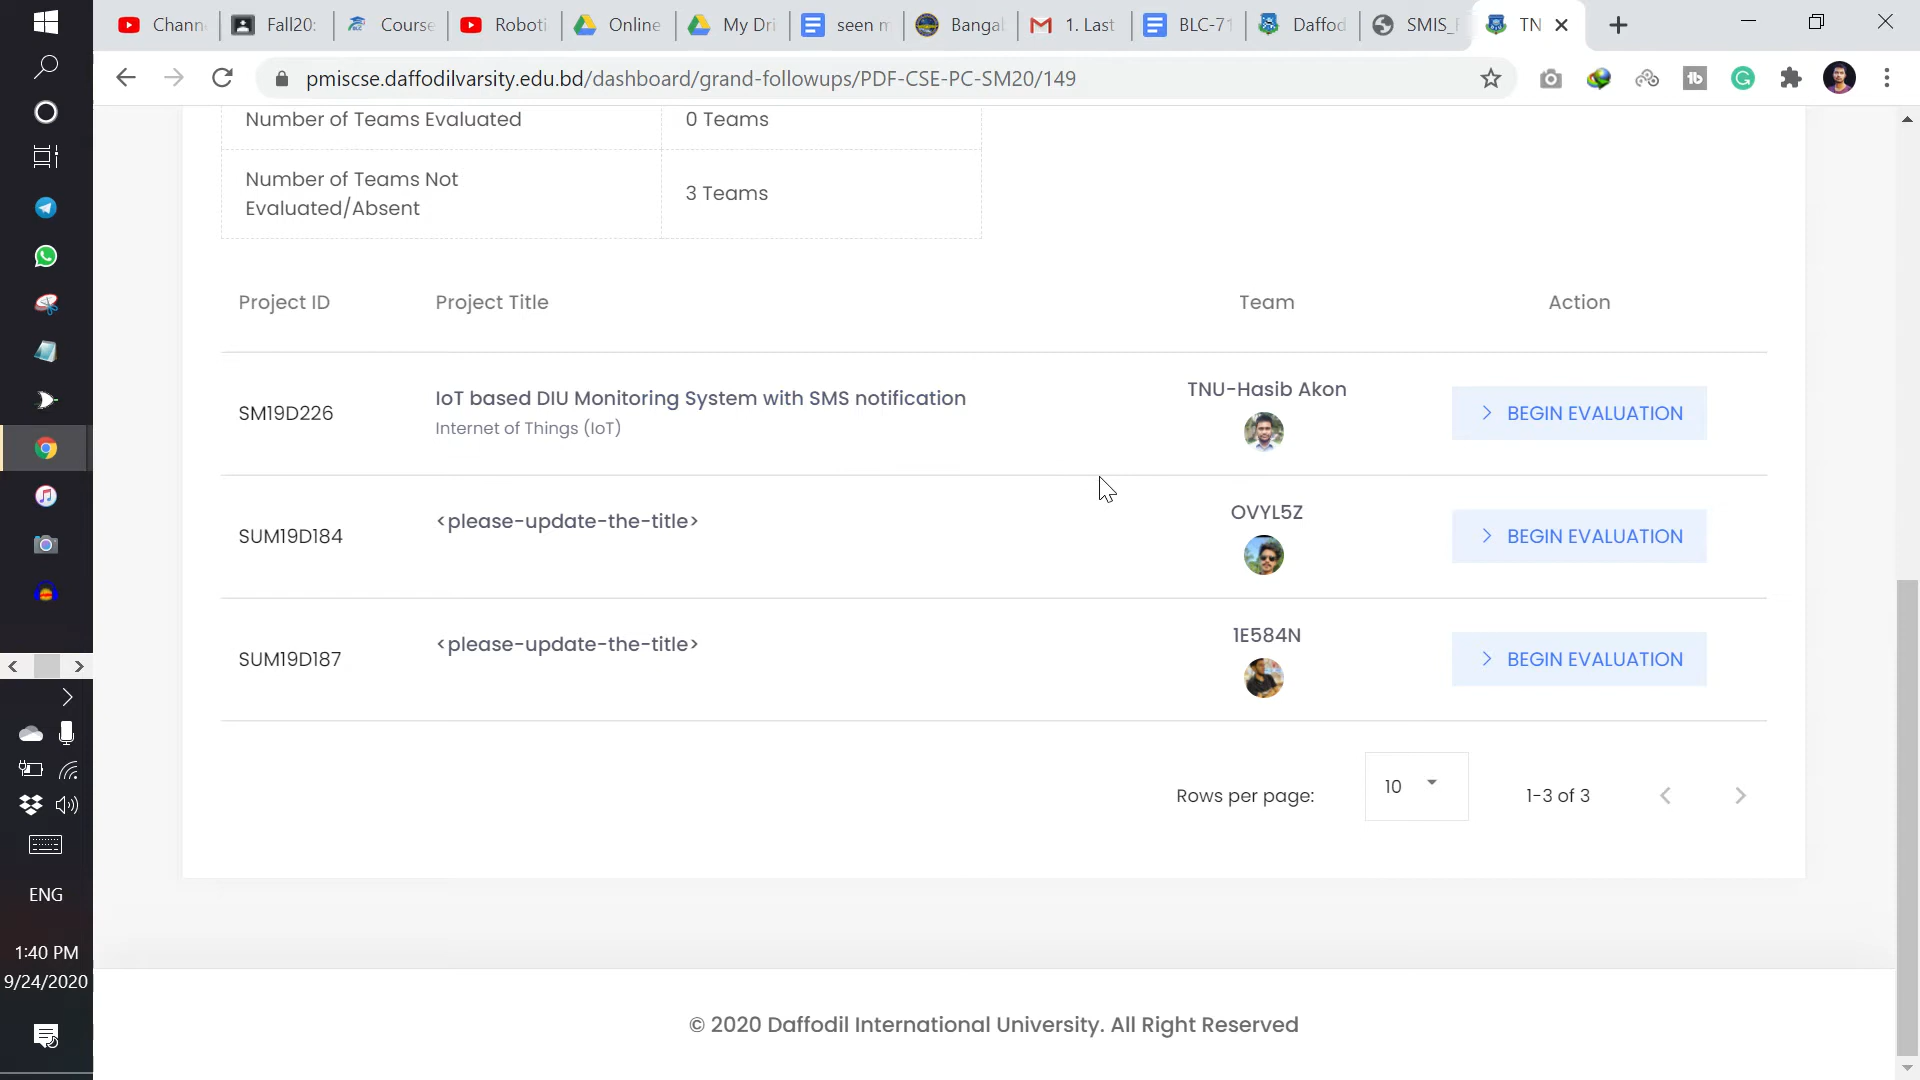 Chann
Fall20:
Course
Roboti
Online
My Dri
seen m
Bangal
1. Last
BLC-71
Daffod
SMIS_
TN
pmiscse.daffodilvarsity.edu.bd/dashboard/grand-followups/PDF-CSE-PC-SM20/149
Number of Teams Evaluated
0 Teams
Number of Teams Not
Evaluated/Absent
3 Teams
Project ID
Project Title
Team
Action
SM19D226
IoT based DIU Monitoring System with SMS notification
Internet of Things (IoT)
TNU-Hasib Akon
BEGIN EVALUATION
SUM19D184
<please-update-the-title>
OVYL5Z
BEGIN EVALUATION
SUM19D187
<please-update-the-title>
1E584N
BEGIN EVALUATION
Rows per page:
10
1-3 of 3
© 2020 Daffodil International University. All Right Reserved
ENG
1:40 PM
9/24/2020